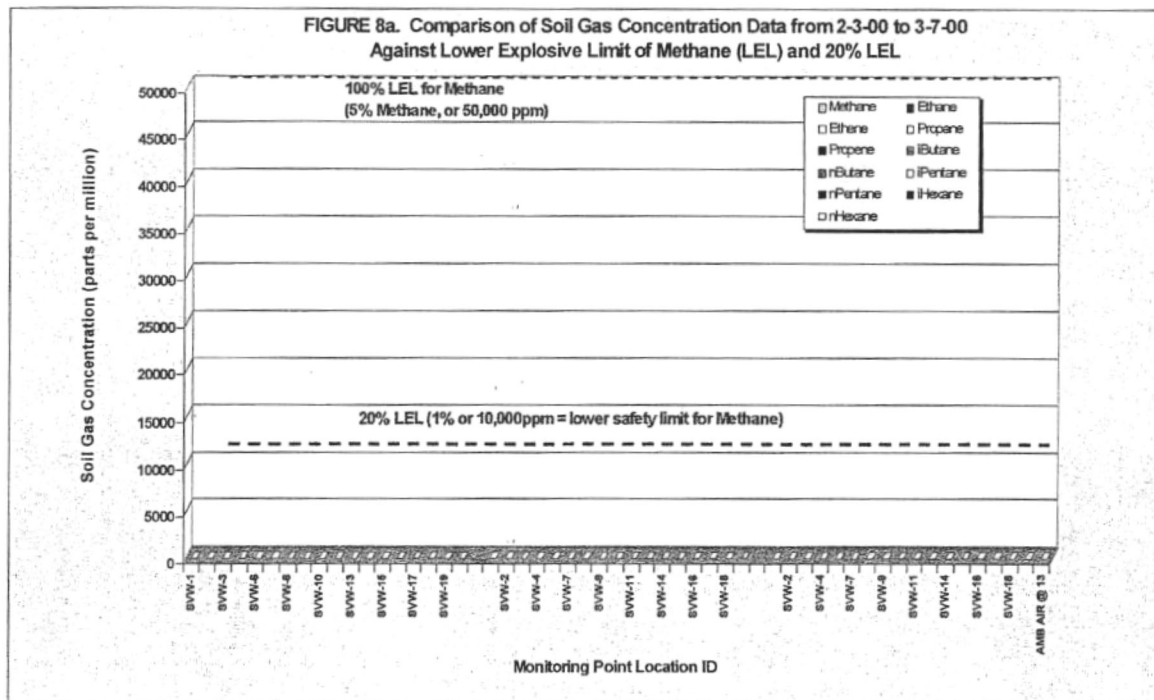 FIGURE 8a. Comparison of Soil Gas Concentration Data from 2-3-00 to 3-7-00
Against Lower Explosive Limit of Methane (LEL) and 20% LEL
100% LEL for Methane
(5% Methane, or 50,000 ppm)
Methane Ethane
Ethene Propane
Propene iButane
nButane iPentane
nPentane iHexane
nHexane
20% LEL (1% or 10,000ppm = lower safety limit for Methane)
Soil Gas Concentration (parts per million)
50000
45000
40000
35000
30000
25000
20000
15000
10000
5000
0
SVW-1
SVW-3
SVW-6
SVW-8
SVW-10
SVW-13
SVW-15
SVW-17
SVW-19
SVW-2
SVW-4
SVW-7
SVW-9
SVW-11
SVW-14
SVW-16
SVW-18
SVW-2
SVW-4
SVW-7
SVW-9
SVW-11
SVW-14
SVW-16
SVW-18
AMB AIR @ 13
Monitoring Point Location ID